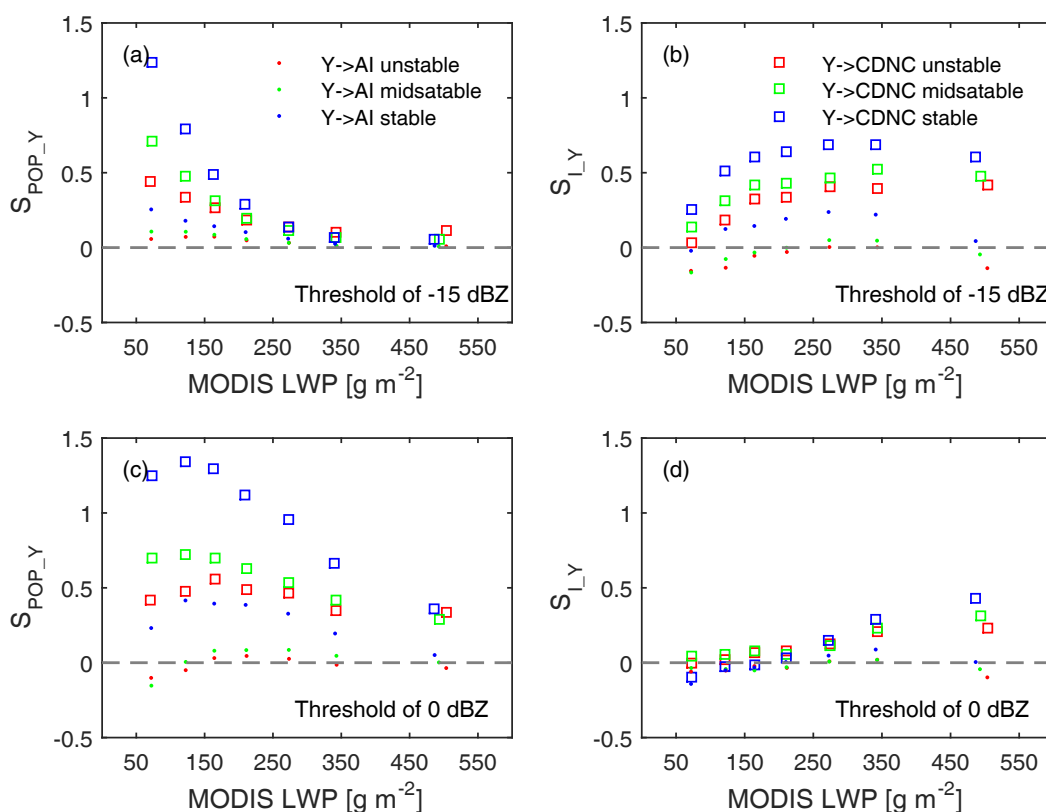 (a)
Y->AI unstable
Y->AI midsatable
Y->AI stable
S_POP_Y
1.5
1
0.5
0
-0.5
Threshold of -15 dBZ
50 150 250 350 450 550
MODIS LWP [g m⁻²]
(b)
Y->CDNC unstable
Y->CDNC midsatable
Y->CDNC stable
S_I_Y
1.5
1
0.5
0
-0.5
Threshold of -15 dBZ
50 150 250 350 450 550
MODIS LWP [g m⁻²]
(c)
S_POP_Y
1.5
1
0.5
0
-0.5
Threshold of 0 dBZ
50 150 250 350 450 550
MODIS LWP [g m⁻²]
(d)
S_I_Y
1.5
1
0.5
0
-0.5
Threshold of 0 dBZ
50 150 250 350 450 550
MODIS LWP [g m⁻²]